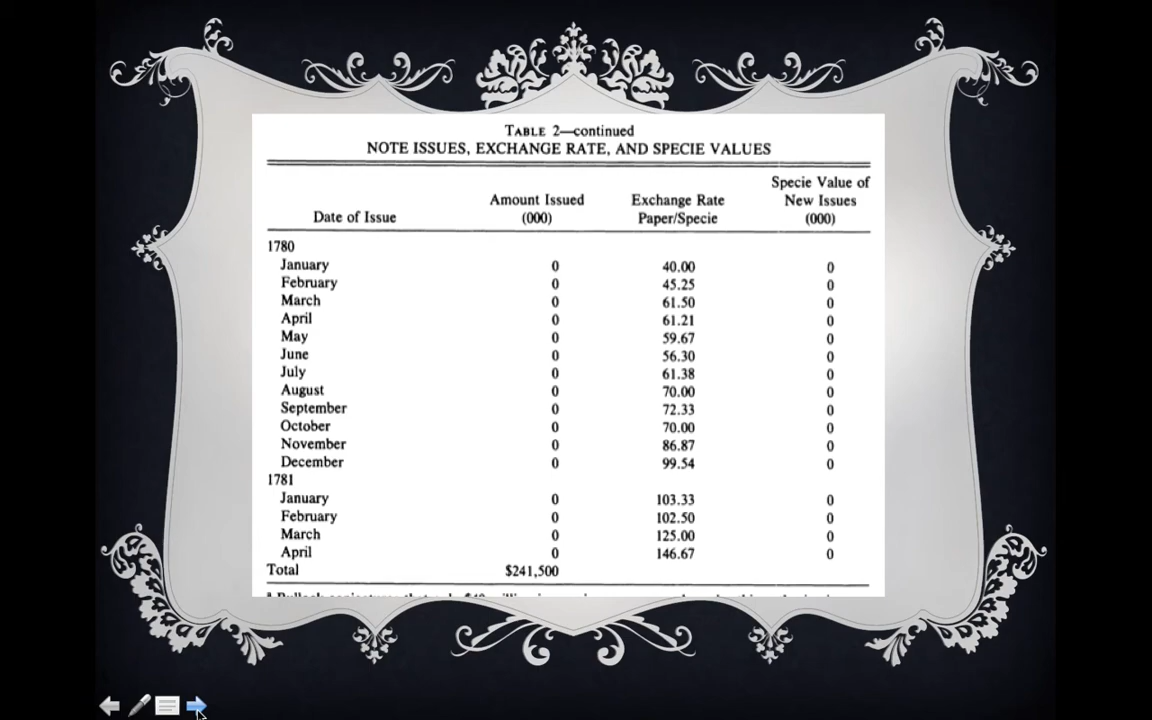 TABLE 2—continued
NOTE ISSUES, EXCHANGE RATE, AND SPECIE VALUES
Date of Issue Amount Issued (000) Exchange Rate Paper/Specie Specie Value of New Issues (000)
1780
January 0 40.00 0
February 0 45.25 0
March 0 61.50 0
April 0 61.21 0
May 0 59.67 0
June 0 56.30 0
July 0 61.38 0
August 0 70.00 0
September 0 72.33 0
October 0 70.00 0
November 0 86.87 0
December 0 99.54 0
1781
January 0 103.33 0
February 0 102.50 0
March 0 125.00 0
April 0 146.67 0
Total $241,500